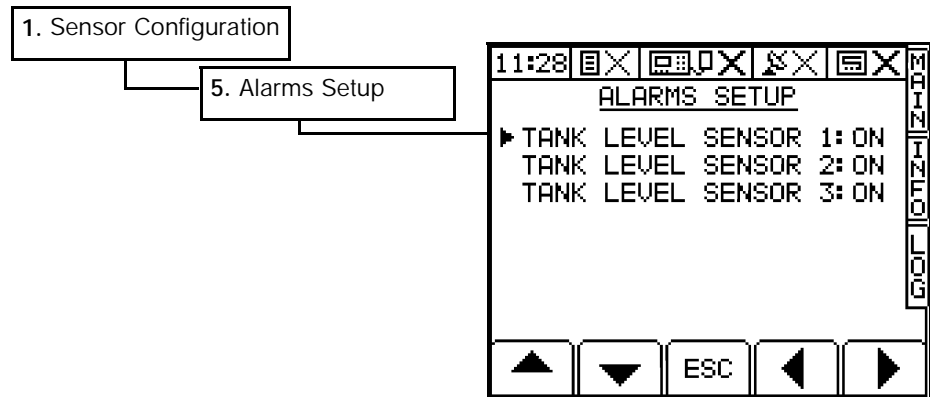 1. Sensor Configuration
5. Alarms Setup
11:28
ALARMS SETUP
TANK LEVEL SENSOR 1: ON
TANK LEVEL SENSOR 2: ON
TANK LEVEL SENSOR 3: ON
MAIN
INFO
LOG
ESC